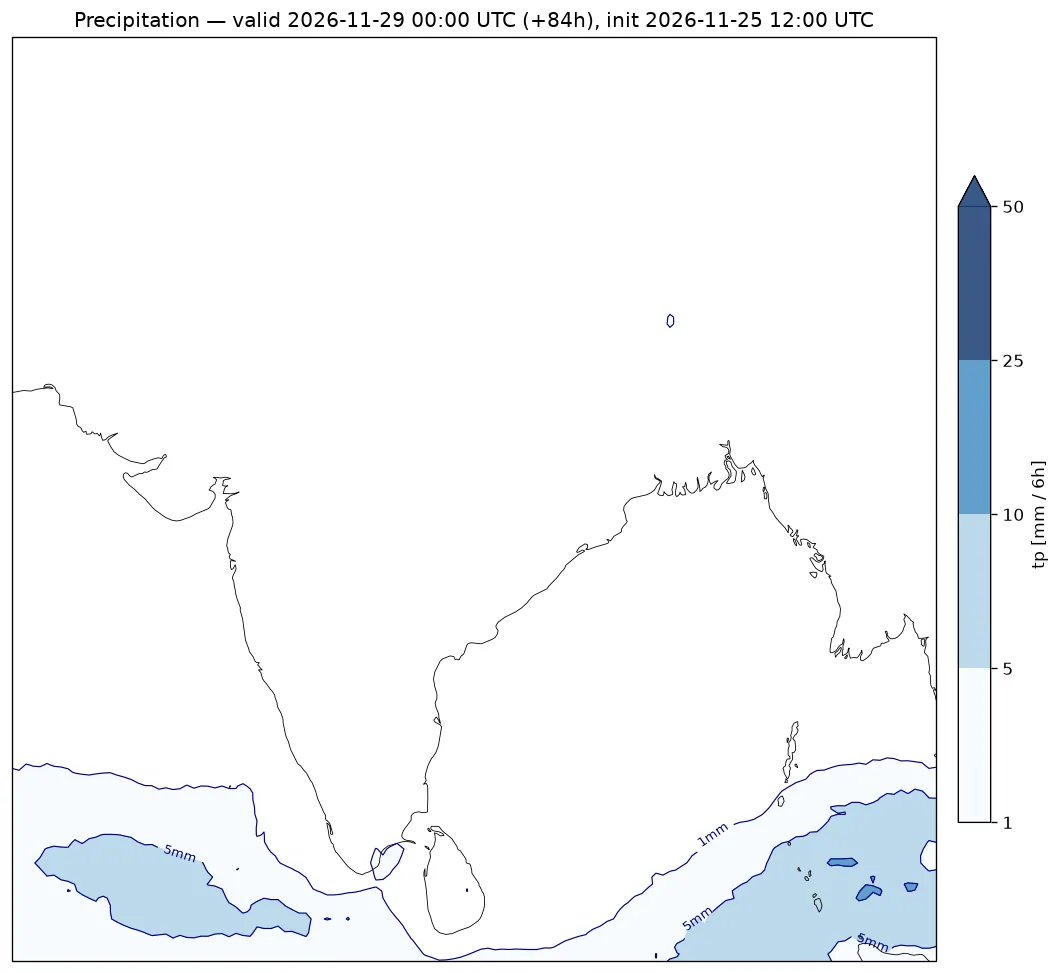 Precipitation — valid 2026-11-29 00:00 UTC (+84h), init 2026-11-25 12:00 UTC
50
25
10
5
1
tp [mm / 6h]
1mm
5mm
5mm
5mm